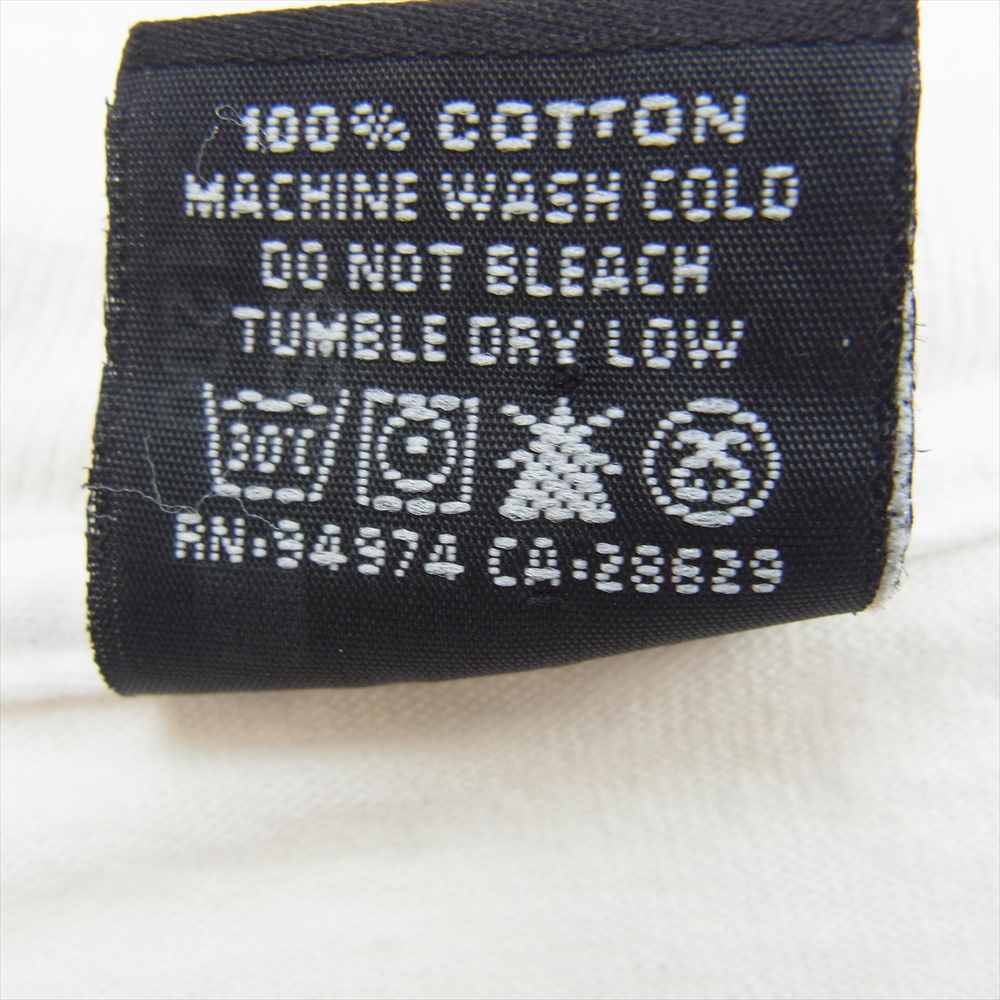 100% COTTON
MACHINE WASH COLD
DO NOT BLEACH
TUMBLE DRY LOW
30℃
RN·94974 CA·28629